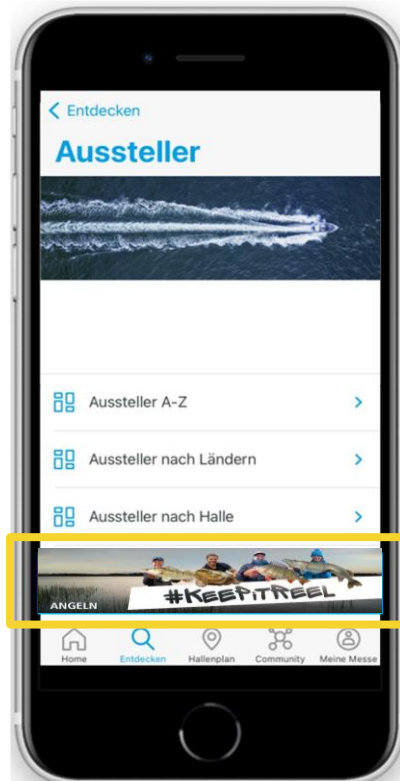 Entdecken
Aussteller
Aussteller A-Z
Aussteller nach Ländern
Aussteller nach Halle
#KEEPiTREEL
ANGELN
Home
Entdecken
Hallenplan
Community
Meine Messe